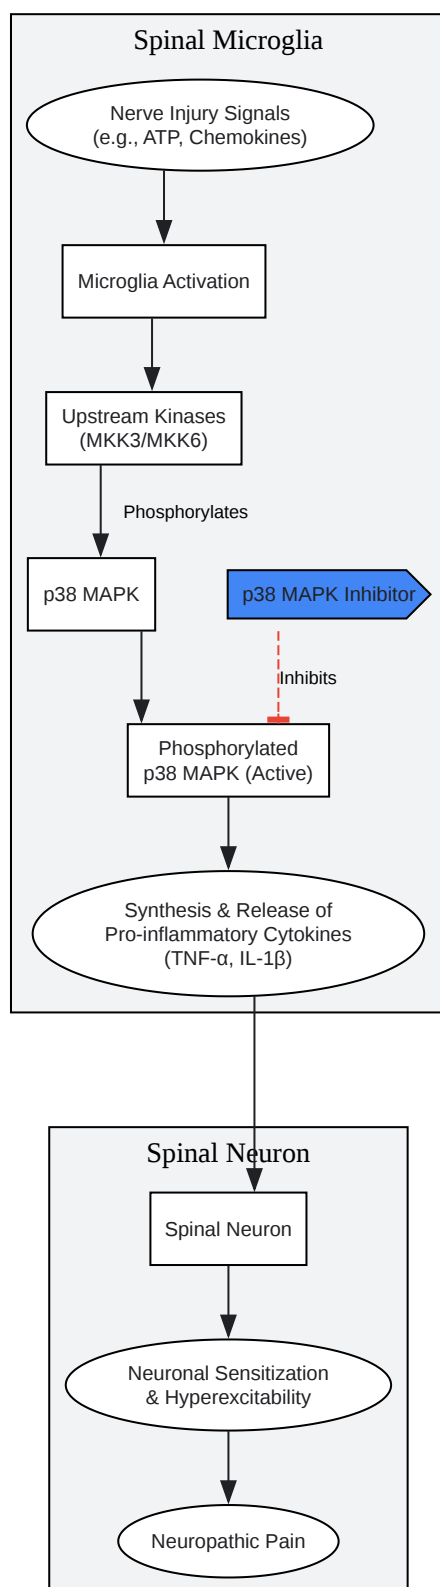 Spinal Microglia
Nerve Injury Signals
(e.g., ATP, Chemokines)
Microglia Activation
Upstream Kinases
(MKK3/MKK6)
Phosphorylates
p38 MAPK
p38 MAPK Inhibitor
Inhibits
Phosphorylated
p38 MAPK (Active)
Synthesis & Release of
Pro-inflammatory Cytokines
(TNF-α, IL-1β)
Spinal Neuron
Spinal Neuron
Neuronal Sensitization
& Hyperexcitability
Neuropathic Pain